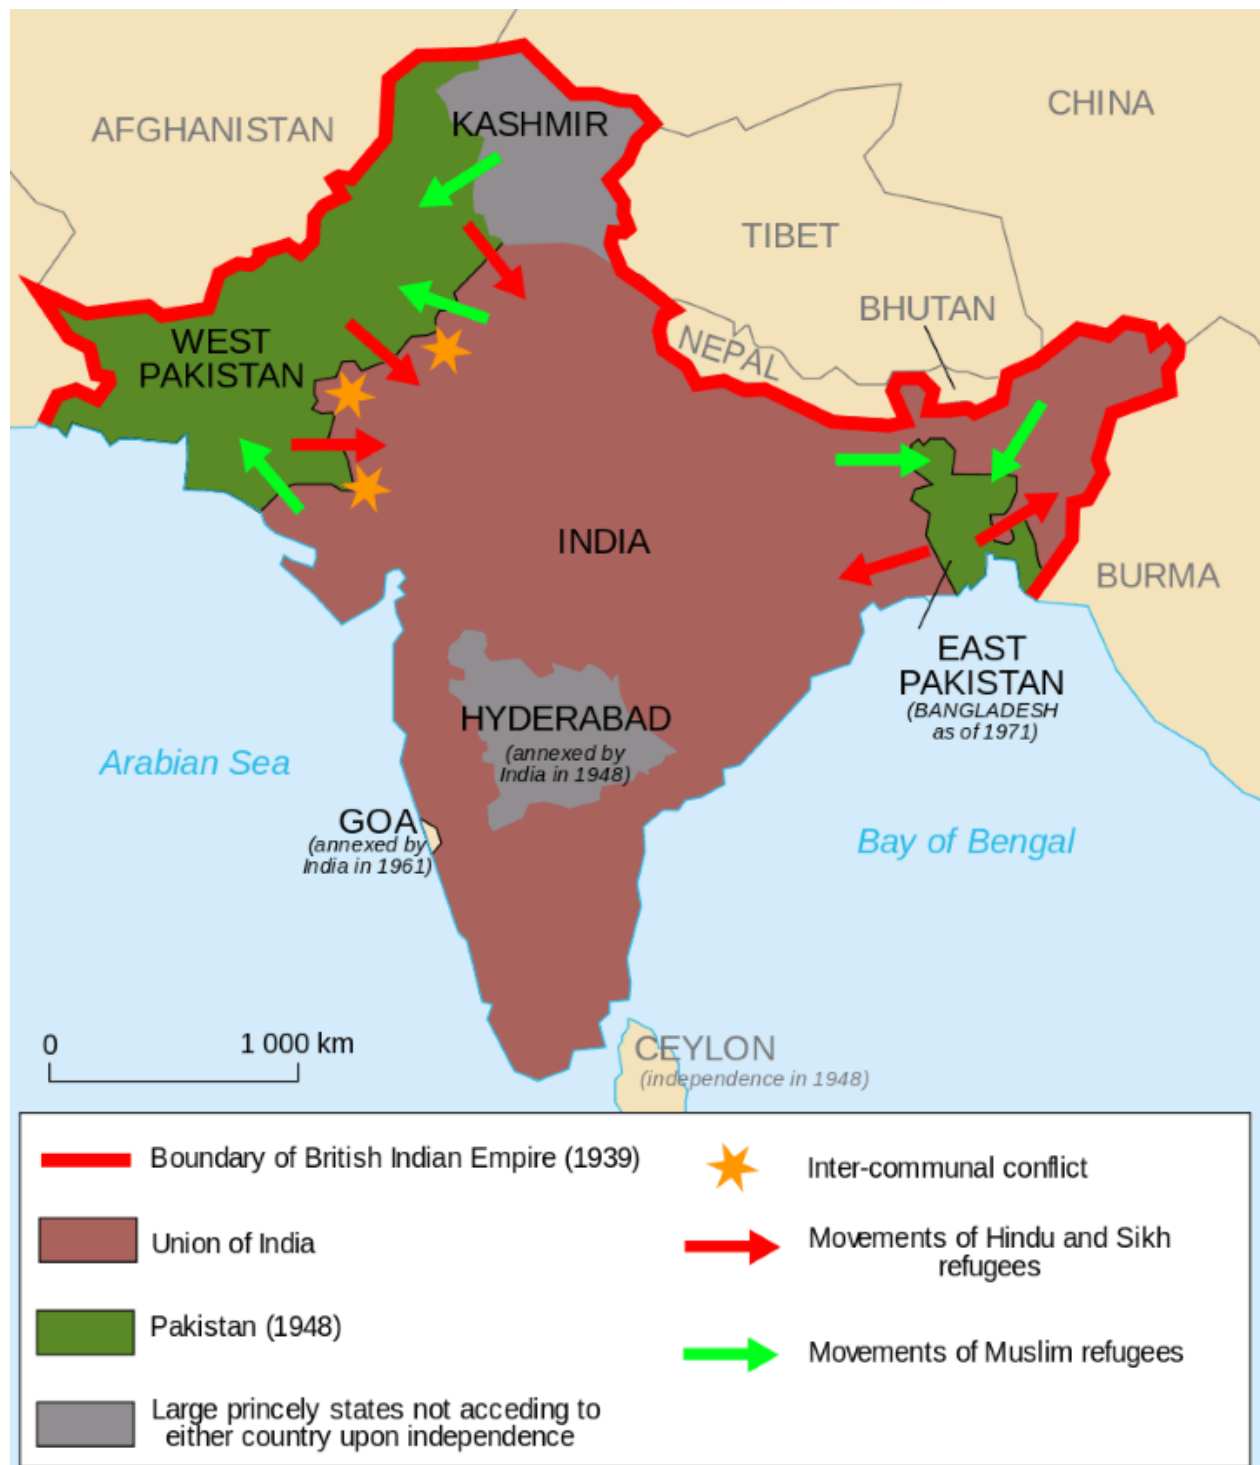 AFGHANISTAN
KASHMIR
CHINA
TIBET
BHUTAN
NEPAL
WEST
PAKISTAN
INDIA
BURMA
EAST
PAKISTAN
(BANGLADESH
as of 1971)
HYDERABAD
(annexed by
India in 1948)
Arabian Sea
GOA
(annexed by
India in 1961)
Bay of Bengal
0 1 000 km
CEYLON
(independence in 1948)
Boundary of British Indian Empire (1939)
Union of India
Pakistan (1948)
Large princely states not acceding to
either country upon independence
Inter-communal conflict
Movements of Hindu and Sikh
refugees
Movements of Muslim refugees